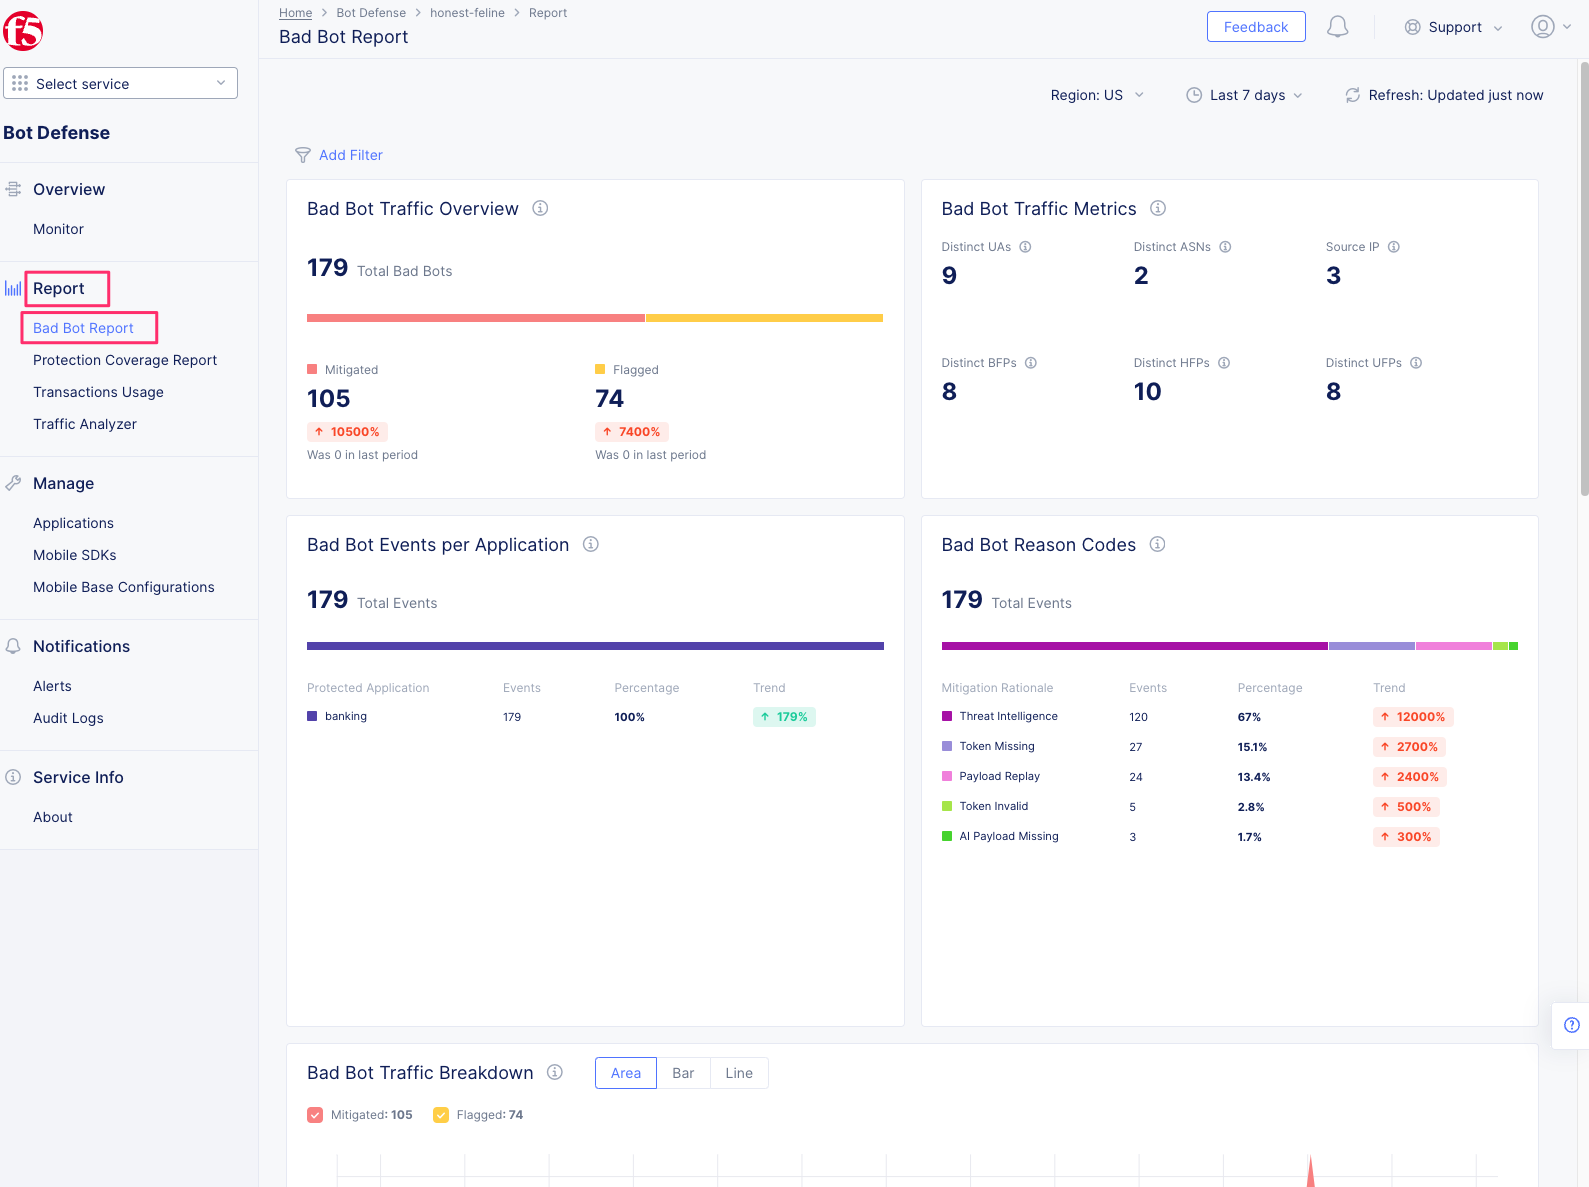 f5
Select service
Bot Defense
Overview
Monitor
Report
Bad Bot Report
Protection Coverage Report
Transactions Usage
Traffic Analyzer
Manage
Applications
Mobile SDKs
Mobile Base Configurations
Notifications
Alerts
Audit Logs
Service Info
About
Home > Bot Defense > honest-feline > Report
Bad Bot Report
Feedback
Support
Region: US
Last 7 days
Refresh: Updated just now
Add Filter
Bad Bot Traffic Overview
179 Total Bad Bots
Mitigated
105
↑ 10500%
Was 0 in last period
Flagged
74
↑ 7400%
Was 0 in last period
Bad Bot Traffic Metrics
Distinct UAs
9
Distinct ASNs
2
Source IP
3
Distinct BFPs
8
Distinct HFPs
10
Distinct UFPs
8
Bad Bot Events per Application
179 Total Events
Protected Application Events Percentage Trend
banking 179 100% ↑ 179%
Bad Bot Reason Codes
179 Total Events
Mitigation Rationale Events Percentage Trend
Threat Intelligence 120 67% ↑ 12000%
Token Missing 27 15.1% ↑ 2700%
Payload Replay 24 13.4% ↑ 2400%
Token Invalid 5 2.8% ↑ 500%
AI Payload Missing 3 1.7% ↑ 300%
Bad Bot Traffic Breakdown
Area Bar Line
Mitigated: 105 Flagged: 74